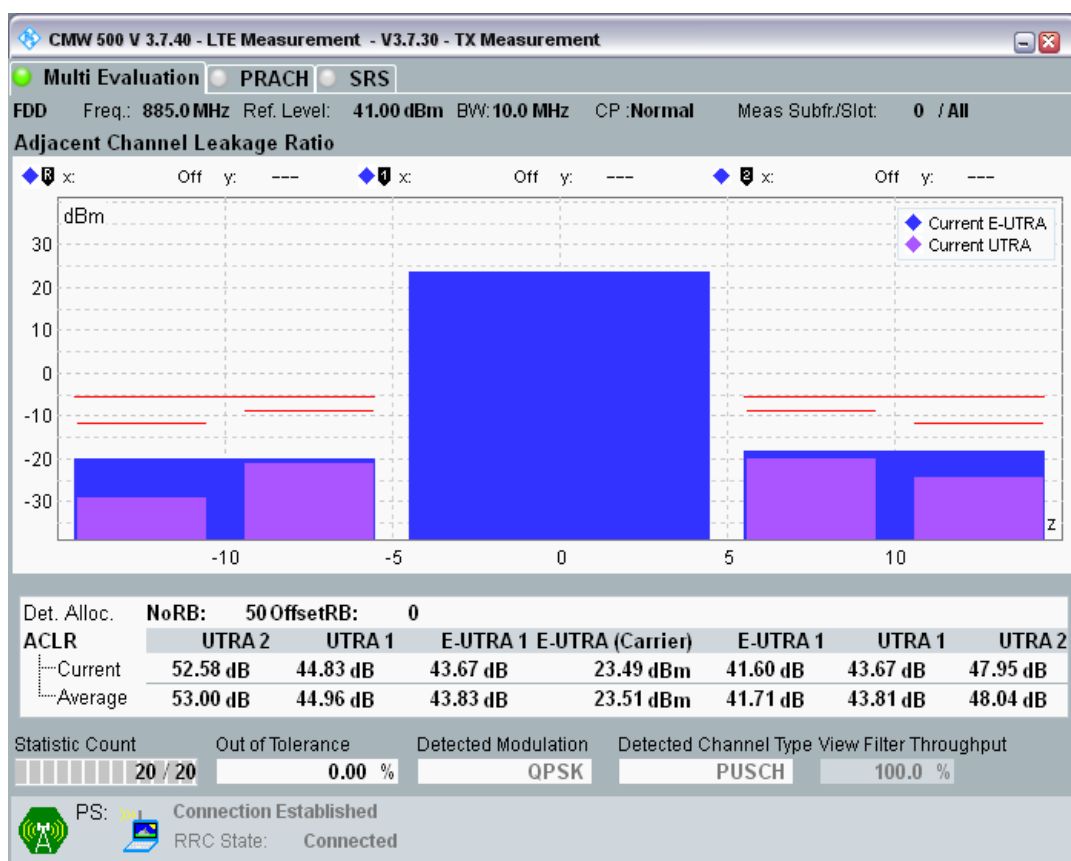 CMW 500 V 3.7.40 - LTE Measurement - V3.7.30 - TX Measurement
Multi Evaluation PRACH SRS
FDD Freq.: 885.0 MHz Ref. Level: 41.00 dBm BW: 10.0 MHz CP :Normal Meas Subfr./Slot: 0 / All
Adjacent Channel Leakage Ratio
R x: Off y: --- 1 x: Off y: --- 2 x: Off y: ---
dBm
Current E-UTRA
Current UTRA
30
20
10
0
-10
-20
-30
z
-10 -5 0 5 10
Det. Alloc. NoRB: 50 OffsetRB: 0
ACLR UTRA 2 UTRA 1 E-UTRA 1 E-UTRA (Carrier) E-UTRA 1 UTRA 1 UTRA 2
Current 52.58 dB 44.83 dB 43.67 dB 23.49 dBm 41.60 dB 43.67 dB 47.95 dB
Average 53.00 dB 44.96 dB 43.83 dB 23.51 dBm 41.71 dB 43.81 dB 48.04 dB
Statistic Count Out of Tolerance Detected Modulation Detected Channel Type View Filter Throughput
20 / 20 0.00 % QPSK PUSCH 100.0 %
PS: Connection Established
RRC State: Connected